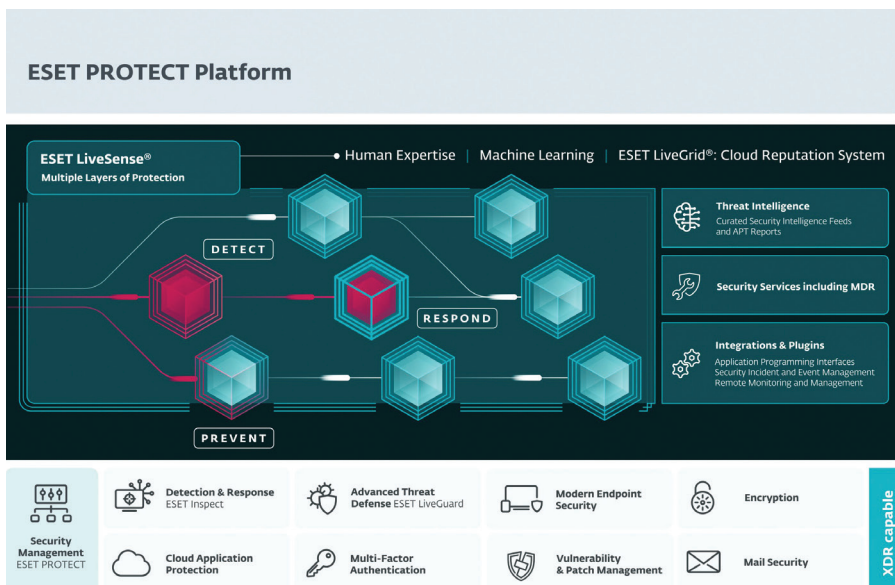 ESET PROTECT Platform
ESET LiveSense®
Multiple Layers of Protection
Human Expertise | Machine Learning | ESET LiveGrid®: Cloud Reputation System
DETECT
RESPOND
PREVENT
Threat Intelligence
Curated Security Intelligence Feeds
and APT Reports
Security Services including MDR
Integrations & Plugins
Application Programming Interfaces
Security Incident and Event Management
Remote Monitoring and Management
Security
Management
ESET PROTECT
Detection & Response
ESET Inspect
Advanced Threat
Defense ESET LiveGuard
Modern Endpoint
Security
Encryption
Cloud Application
Protection
Multi-Factor
Authentication
Vulnerability
& Patch Management
Mail Security
XDR capable